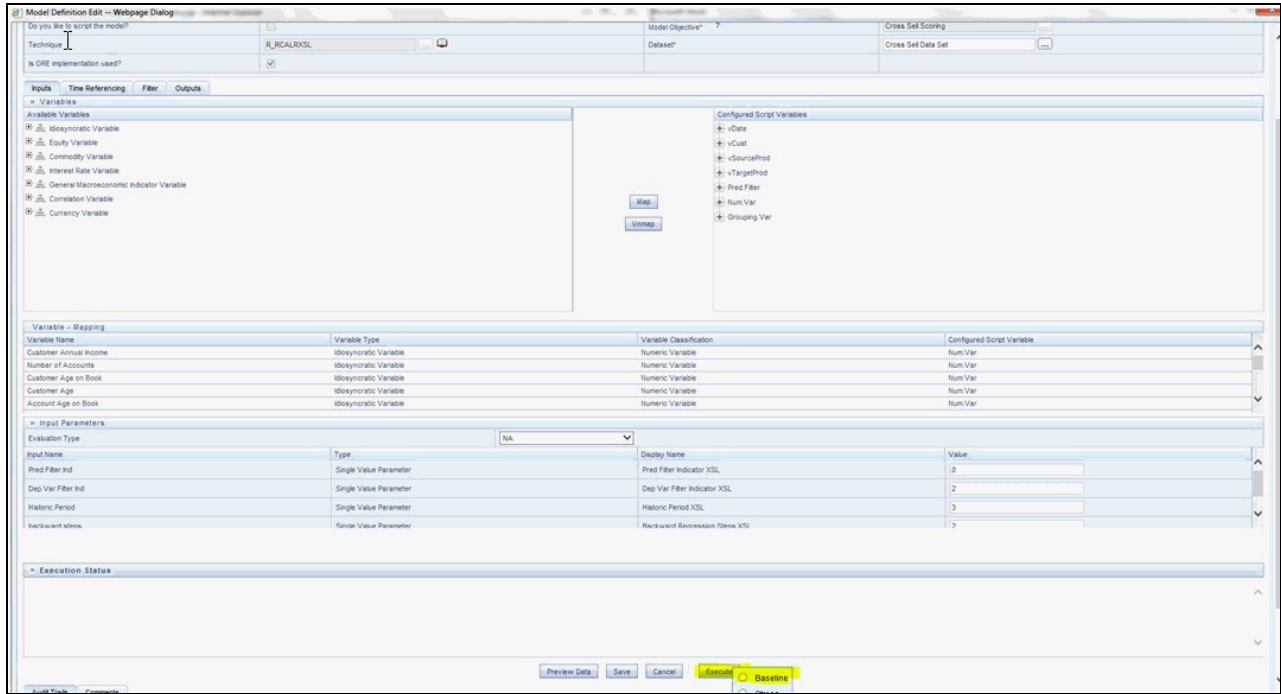 Model Definition Edit -- Webpage Dialog
Do you like to script the model? Model Objective* ? Cross Sell Scoring ...
Technique R_RCALRXSL ... Dataset* Cross Sell Data Set ...
Is ORE implementation used?
Inputs Time Referencing Filter Outputs
» Variables
Available Variables Configured Script Variables
Idiosyncratic Variable vDate
Equity Variable vCust
Commodity Variable vSourceProd
Interest Rate Variable vTargetProd
General Macroeconomic Indicator Variable Pred.Filter
Correlation Variable Map Num.Var
Currency Variable Unmap Grouping.Var
Variable - Mapping
Variable Name Variable Type Variable Classification Configured Script Variable
Customer Annual Income Idiosyncratic Variable Numeric Variable Num.Var
Number of Accounts Idiosyncratic Variable Numeric Variable Num.Var
Customer Age on Book Idiosyncratic Variable Numeric Variable Num.Var
Customer Age Idiosyncratic Variable Numeric Variable Num.Var
Account Age on Book Idiosyncratic Variable Numeric Variable Num.Var
» Input Parameters
Evaluation Type NA
Input Name Type Display Name Value
Pred.Filter.Ind Single Value Parameter Pred Filter Indicator XSL 0
Dep.Var.Filter.Ind Single Value Parameter Dep Var Filter Indicator XSL 2
Historic.Period Single Value Parameter Historic Period XSL 3
backward.steps Single Value Parameter Backward Regression Steps XSL 2
» Execution Status
Preview Data Save Cancel Execute Baseline
Audit Trails Comments Stress